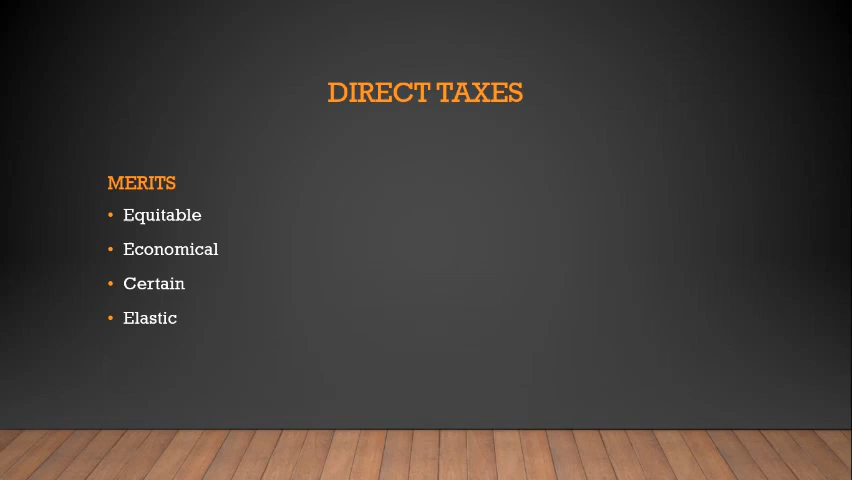 DIRECT TAXES
MERITS
• Equitable
• Economical
• Certain
• Elastic